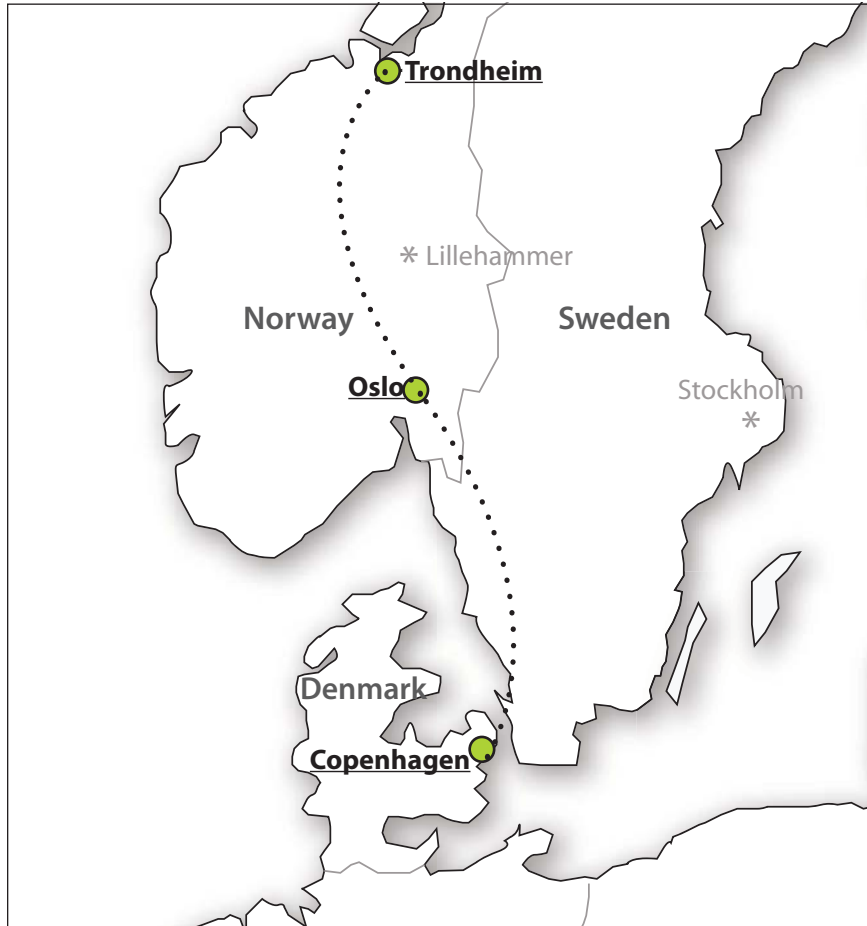 Trondheim
* Lillehammer
Norway
Sweden
Oslo
Stockholm
*
Denmark
Copenhagen